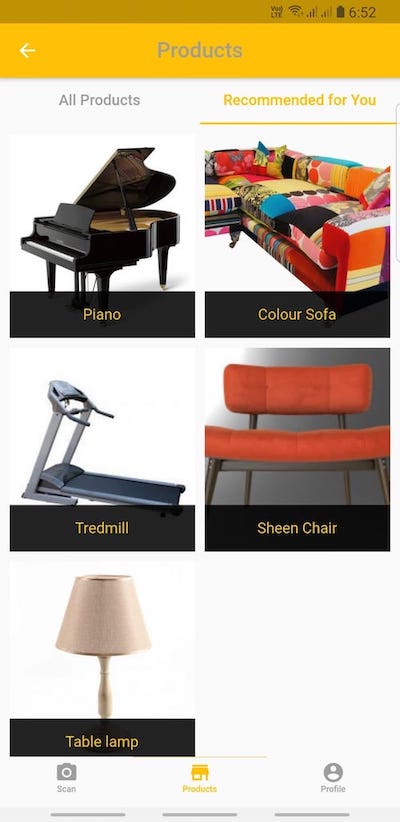 Vo)
LTE
6:52
Products
All Products
Recommended for You
Piano
Colour Sofa
Tredmill
Sheen Chair
Table lamp
Scan
Products
Profile